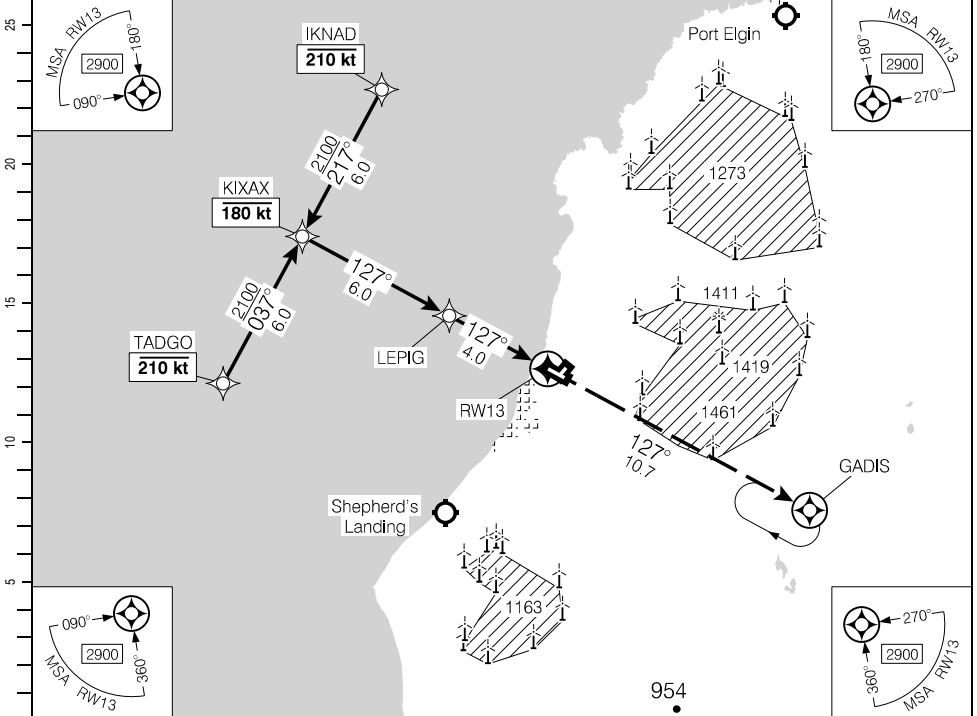 25
20
15
10
5
MSA RW13
180°
2900
090°
IKNAD
210 kt
Port Elgin
MSA RW13
180°
2900
270°
2100
217°
6.0
1273
KIXAX
180 kt
127°
6.0
2100
037°
6.0
1411
TADGO
210 kt
LEPIG
127°
4.0
1419
RW13
1461
127°
10.7
GADIS
Shepherd's
Landing
1163
090°
2900
360°
MSA RW13
954
270°
2900
360°
MSA RW13